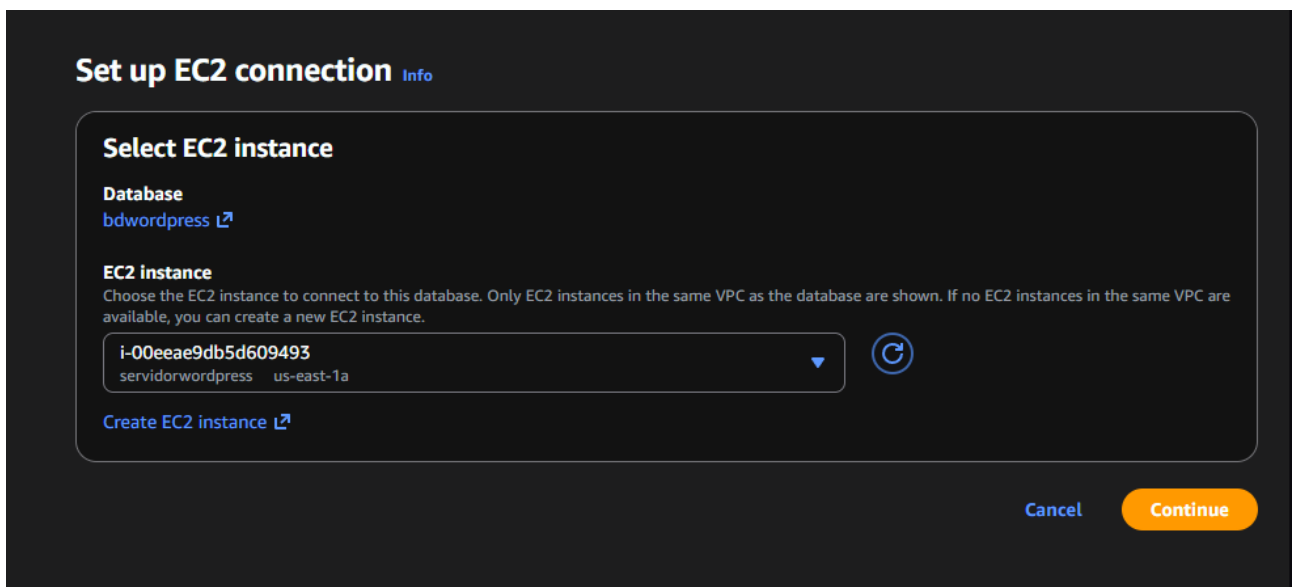 Set up EC2 connection Info
Select EC2 instance
Database
bdwordpress
EC2 instance
Choose the EC2 instance to connect to this database. Only EC2 instances in the same VPC as the database are shown. If no EC2 instances in the same VPC are
available, you can create a new EC2 instance.
i-00eeae9db5d609493
servidorwordpress us-east-1a
Create EC2 instance
Cancel Continue